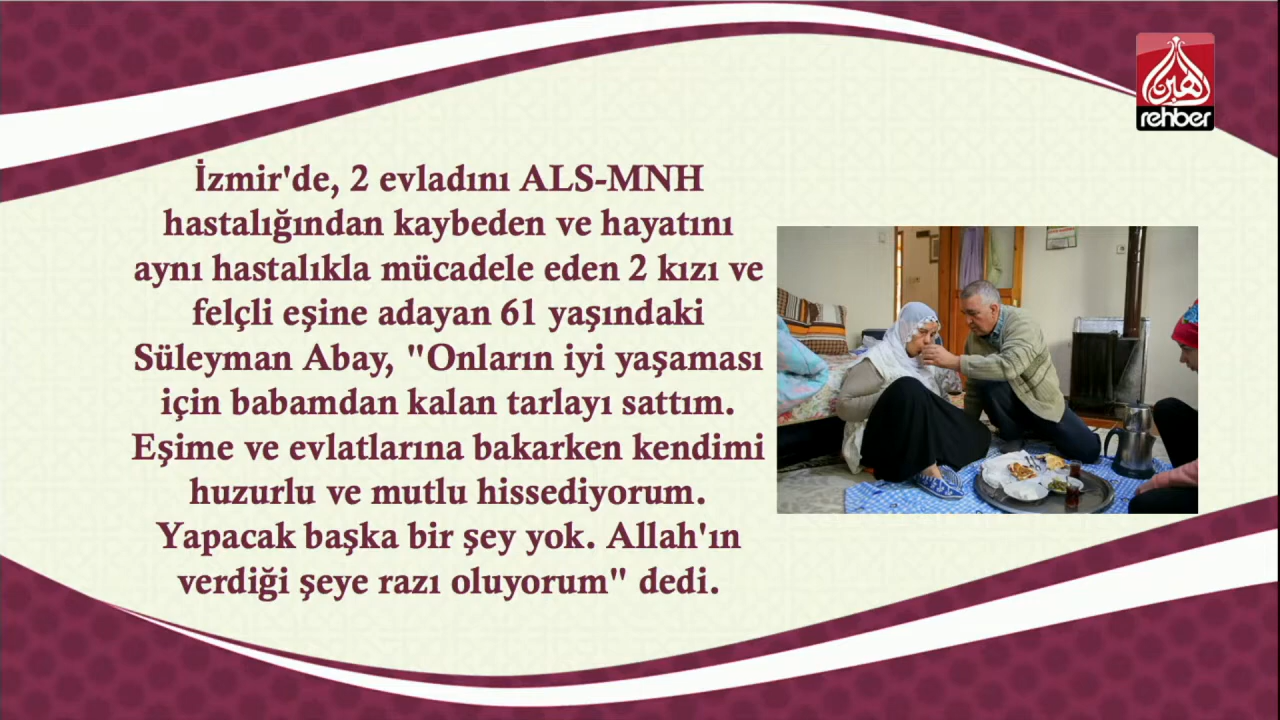 رهبر
rehber
İzmir'de, 2 evladını ALS-MNH
hastalığından kaybeden ve hayatını
aynı hastalıkla mücadele eden 2 kızı ve
felçli eşine adayan 61 yaşındaki
Süleyman Abay, "Onların iyi yaşaması
için babamdan kalan tarlayı sattım.
Eşime ve evlatlarına bakarken kendimi
huzurlu ve mutlu hissediyorum.
Yapacak başka bir şey yok. Allah'ın
verdiği şeye razı oluyorum" dedi.